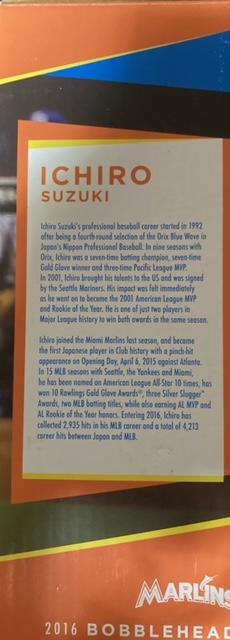 ICHIRO
SUZUKI
Ichiro Suzuki's professional baseball career started in 1992
after being a fourth-round selection of the Orix Blue Wave in
Japan's Nippon Professional Baseball. In nine seasons with
Orix, Ichiro was a seven-time batting champion, seven-time
Gold Glove winner and three-time Pacific League MVP.
In 2001, Ichiro brought his talents to the US and was signed
by the Seattle Mariners. His impact was felt immediately
as he went on to become the 2001 American League MVP
and Rookie of the Year. He is one of just two players in
Major League history to win both awards in the same season.
Ichiro joined the Miami Marlins last season, and became
the first Japanese player in Club history with a pinch-hit
appearance on Opening Day, April 6, 2015 against Atlanta.
In 15 MLB seasons with Seattle, the Yankees and Miami,
he has been named an American League All-Star 10 times, has
won 10 Rawlings Gold Glove Awards®, three Silver Slugger™
Awards, two MLB batting titles, while also earning AL MVP and
AL Rookie of the Year honors. Entering 2016, Ichiro has
collected 2,935 hits in his MLB career and a total of 4,213
career hits between Japan and MLB.
MARLINS
2016 BOBBLEHEAD